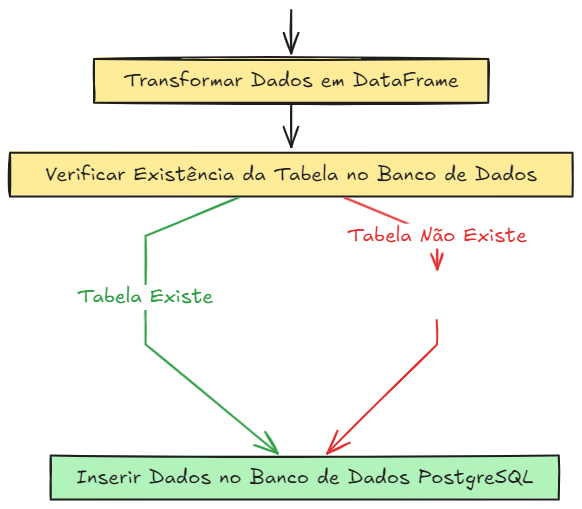 Transformar Dados em DataFrame
Verificar Existência da Tabela no Banco de Dados
Tabela Não Existe
Tabela Existe
Inserir Dados no Banco de Dados PostgreSQL